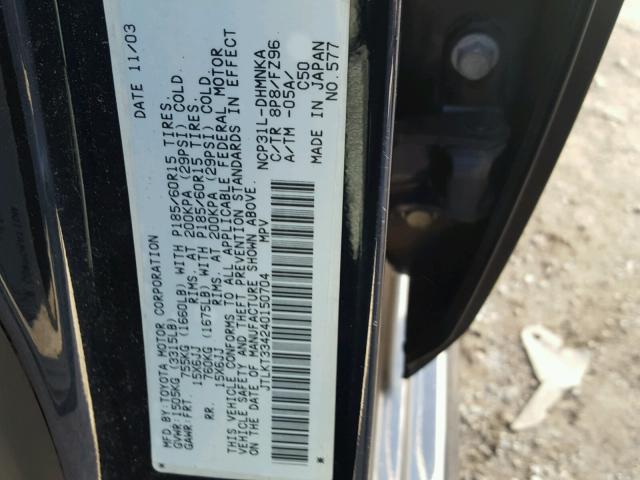 MFD.BY TOYOTA MOTOR CORPORATION DATE 11/03
GVWR:1505KG (3315LB)
GAWR:FRT. 755KG (1660LB) WITH P185/60R15 TIRES.
15X6JJ RIMS. AT 200KPA (29PSI) COLD.
RR. 760KG (1675LB) WITH P185/60R15 TIRES.
15X6JJ RIMS. AT 200KPA (29PSI) COLD.
THIS VEHICLE CONFORMS TO ALL APPLICABLE FEDERAL MOTOR
VEHICLE SAFETY AND THEFT PREVENTION STANDARDS IN EFFECT
ON THE DATE OF MANUFACTURE SHOWN ABOVE.
JTLKT334240150704 MPV
NCP31L-DHMNKA
C/TR 8P8/FZ96
A/TM -05A/
C50
MADE IN JAPAN
NO.577